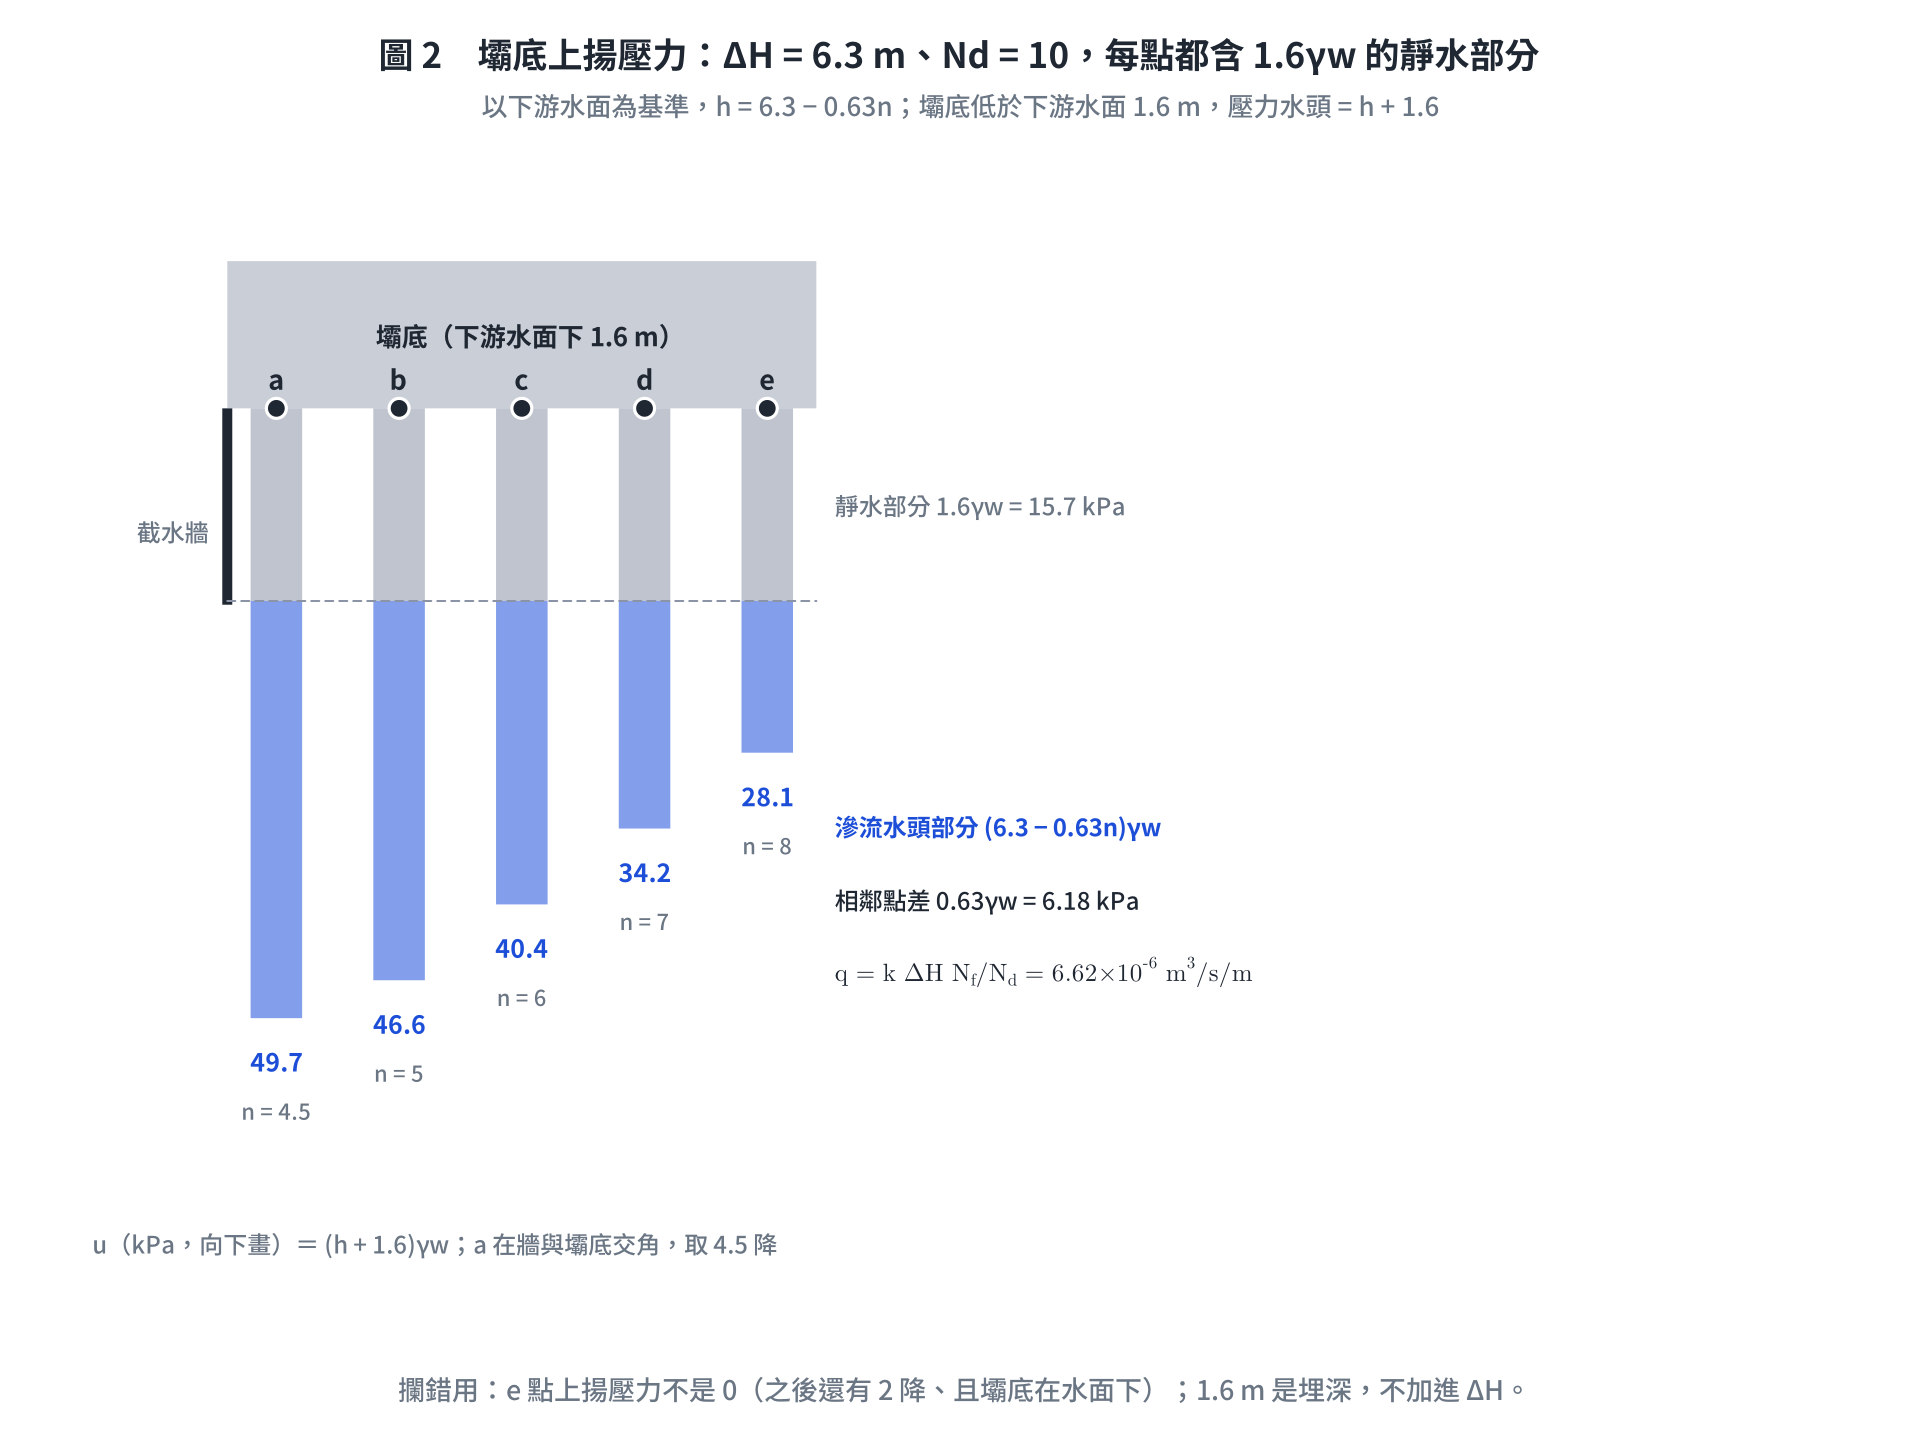 圖 2　壩底上揚壓力：ΔH = 6.3 m、Nd = 10，每點都含 1.6γw 的靜水部分
以下游水面為基準，h = 6.3 − 0.63n；壩底低於下游水面 1.6 m，壓力水頭 = h + 1.6
壩底（下游水面下 1.6 m）
a b c d e
靜水部分 1.6γw = 15.7 kPa
截水牆
28.1
滲流水頭部分 (6.3 − 0.63n)γw
n = 8
34.2
相鄰點差 0.63γw = 6.18 kPa
n = 7
40.4
q = k ΔH N_f/N_d = 6.62×10^-6 m^3/s/m
n = 6
46.6
49.7
n = 5
n = 4.5
u（kPa，向下畫）＝ (h + 1.6)γw；a 在牆與壩底交角，取 4.5 降
攔錯用：e 點上揚壓力不是 0（之後還有 2 降、且壩底在水面下）；1.6 m 是埋深，不加進 ΔH。